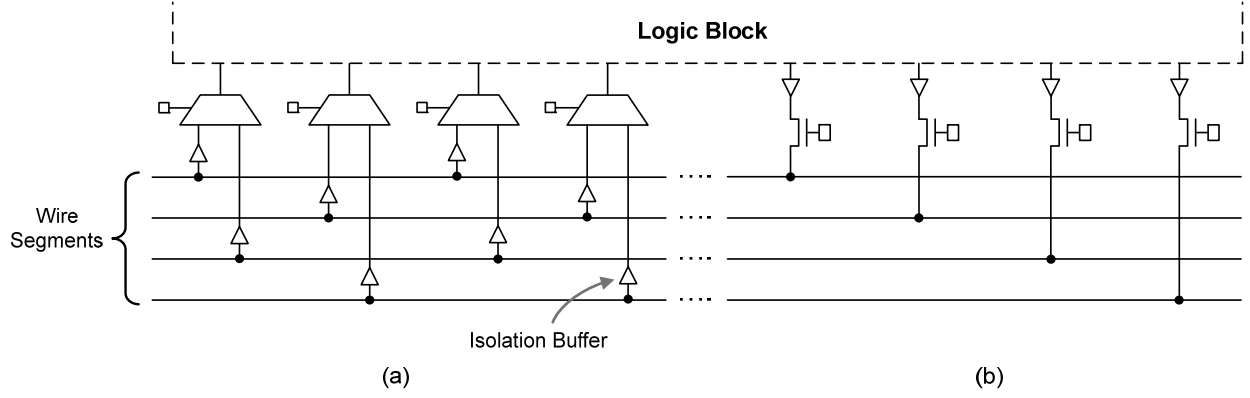 Logic Block
Wire
Segments
Isolation Buffer
(a)
(b)